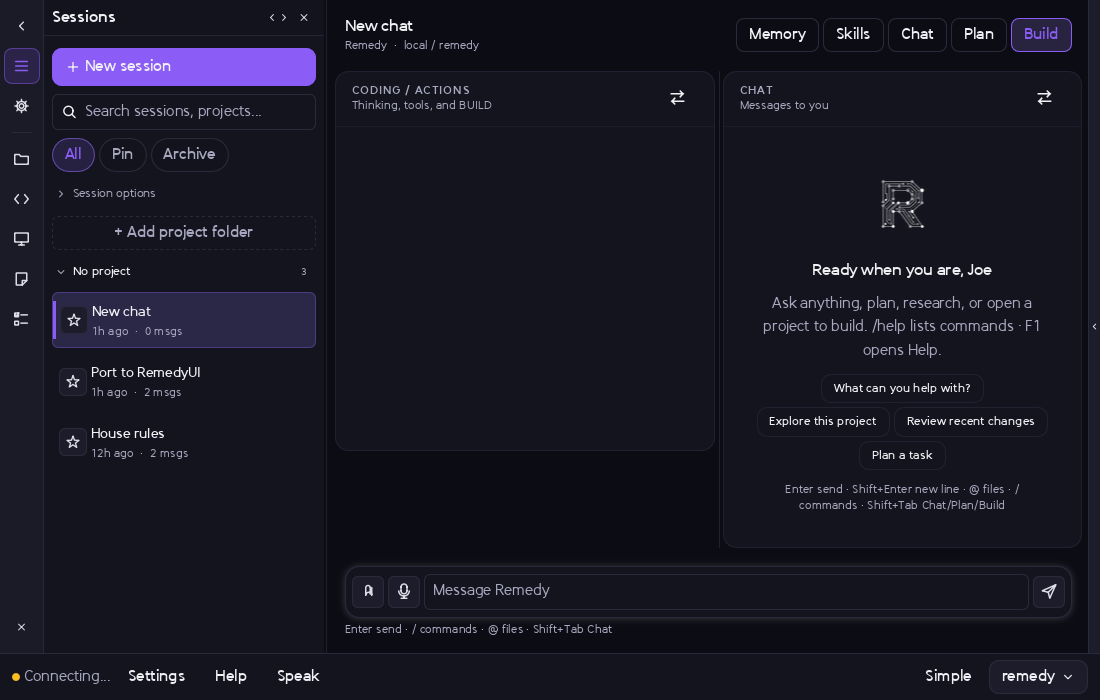 Sessions
New session
Search sessions, projects...
All
Pin
Archive
Session options
+ Add project folder
No project
3
New chat
1h ago · 0 msgs
Port to RemedyUI
1h ago · 2 msgs
House rules
12h ago · 2 msgs
New chat
Remedy · local / remedy
Memory
Skills
Chat
Plan
Build
CODING / ACTIONS
Thinking, tools, and BUILD
CHAT
Messages to you
R
Ready when you are, Joe
Ask anything, plan, research, or open a
project to build. /help lists commands · F1
opens Help.
What can you help with?
Explore this project
Review recent changes
Plan a task
Enter send · Shift+Enter new line · @ files · /
commands · Shift+Tab Chat/Plan/Build
Message Remedy
Enter send · / commands · @ files · Shift+Tab Chat
Connecting...
Settings
Help
Speak
Simple
remedy